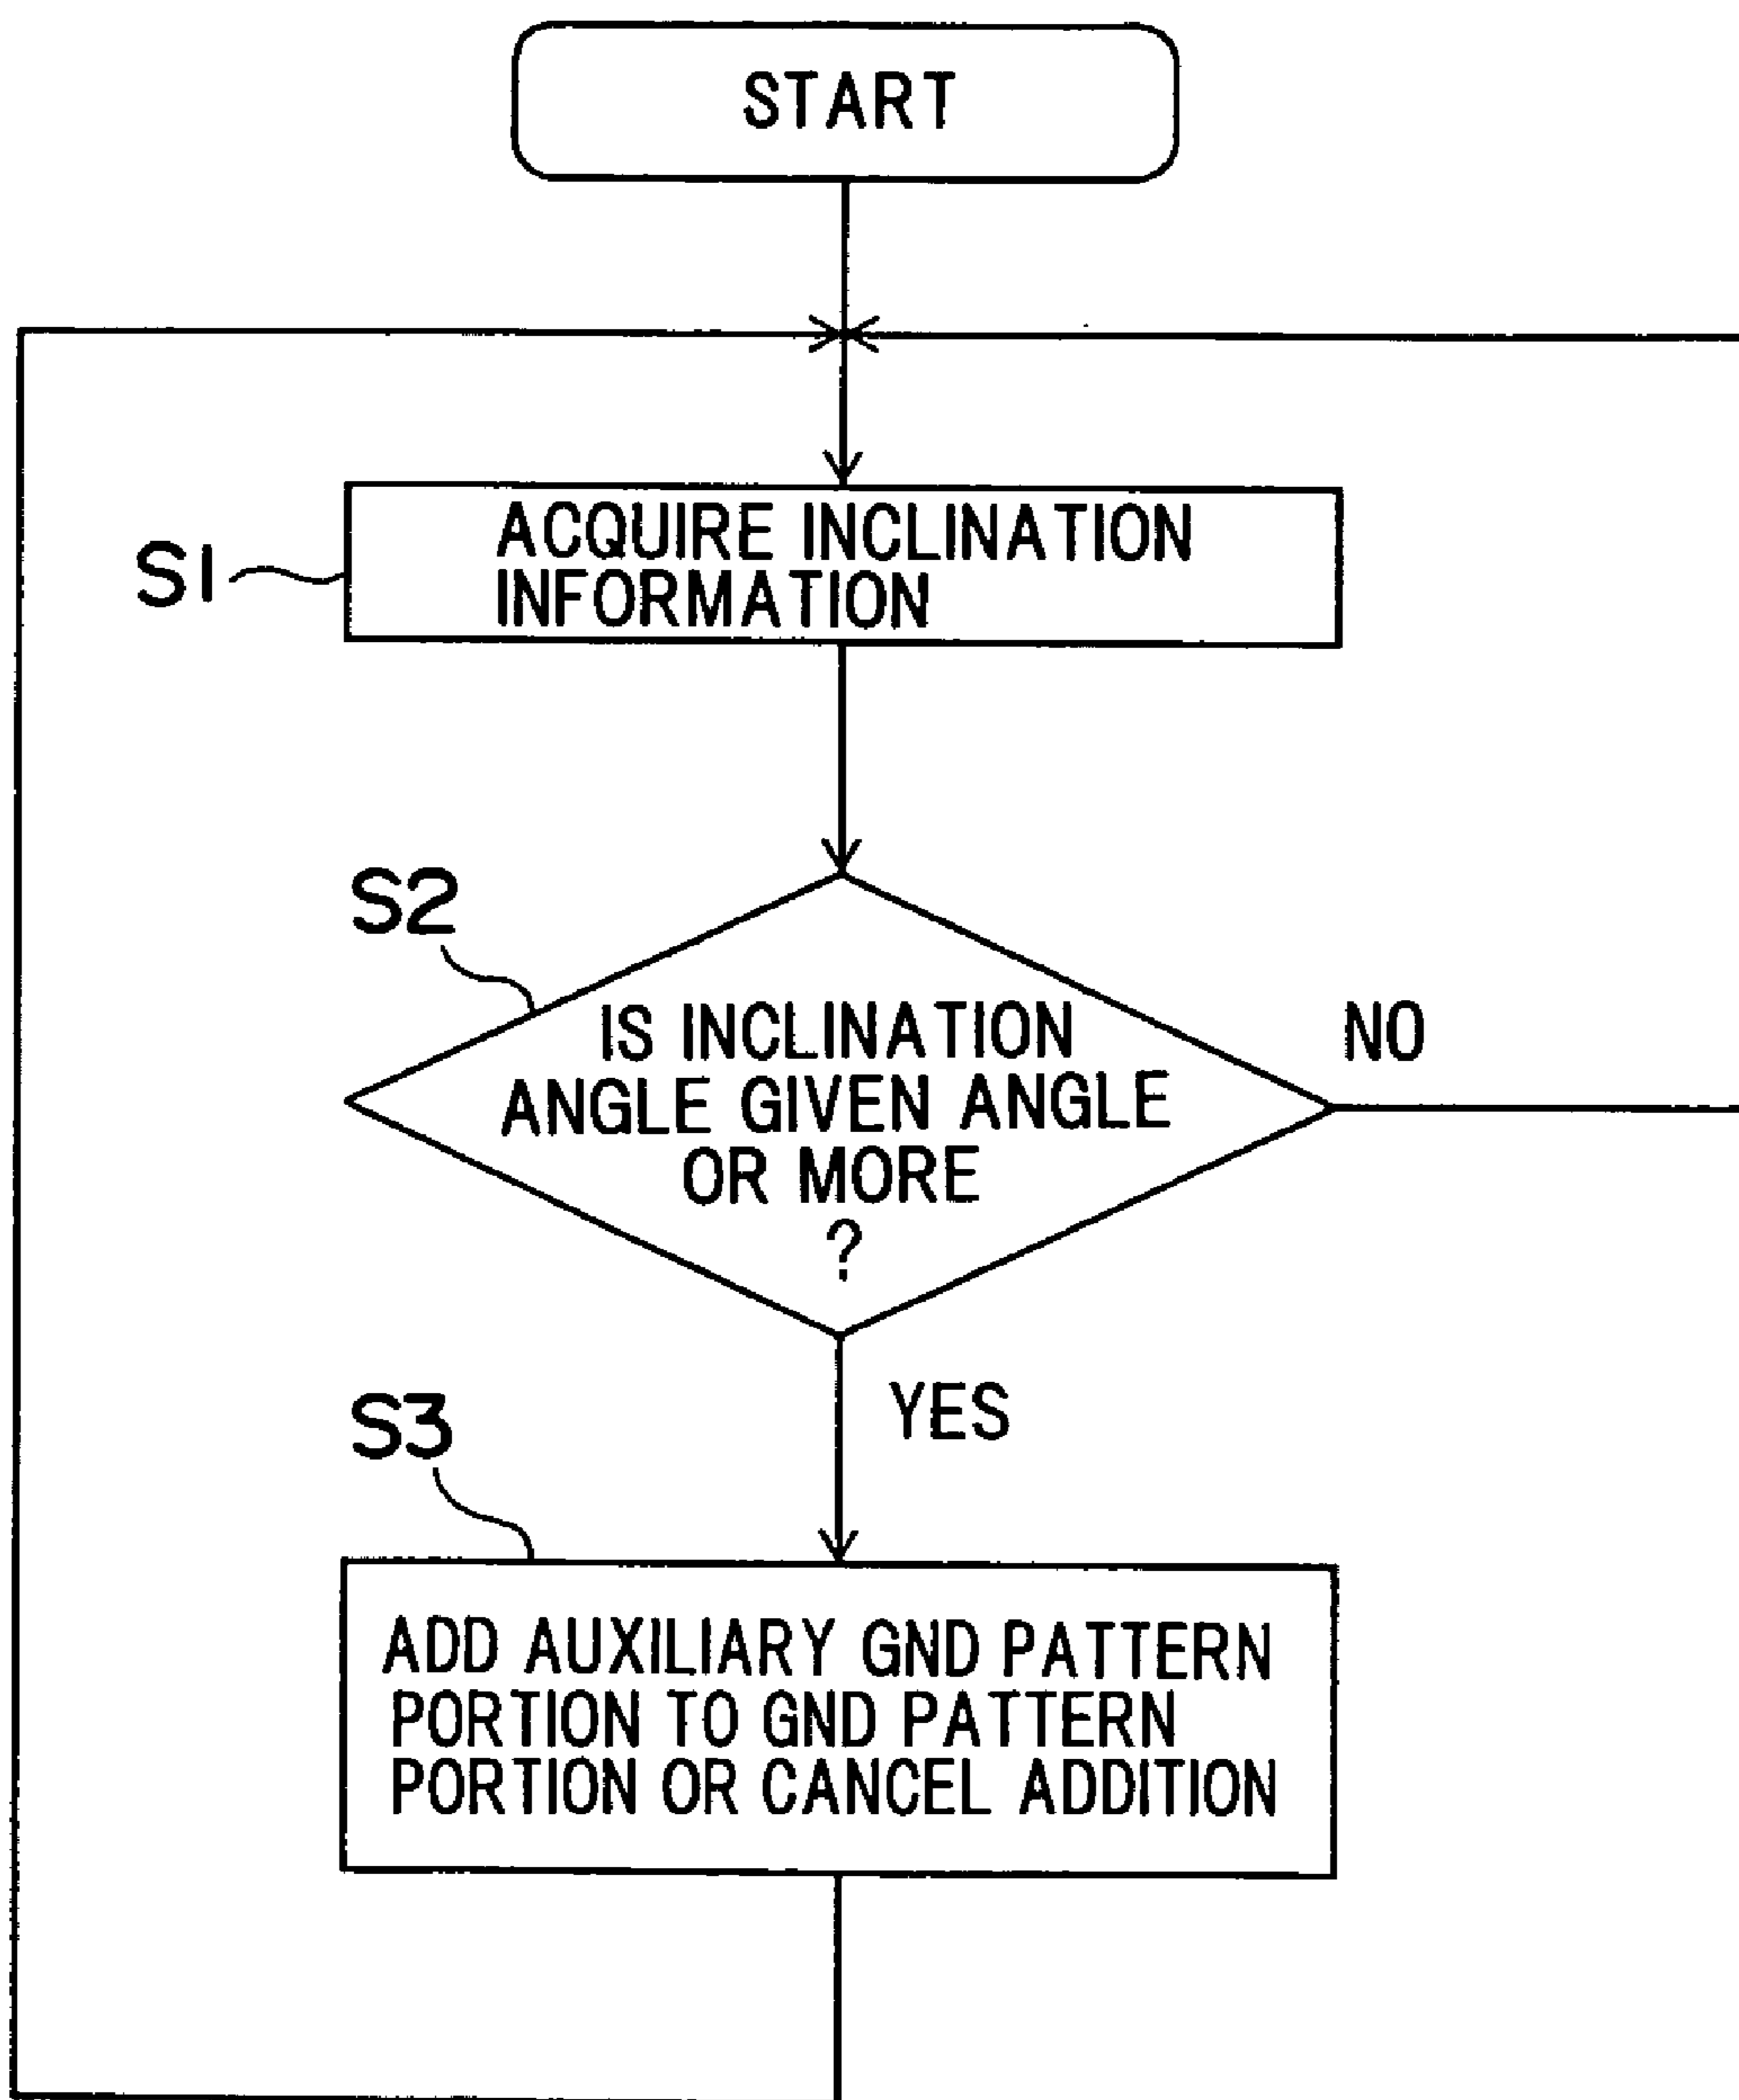 START
S1
ACQUIRE INCLINATION
INFORMATION
S2
IS INCLINATION
ANGLE GIVEN ANGLE
OR MORE
?
NO
YES
S3
ADD AUXILIARY GND PATTERN
PORTION TO GND PATTERN
PORTION OR CANCEL ADDITION